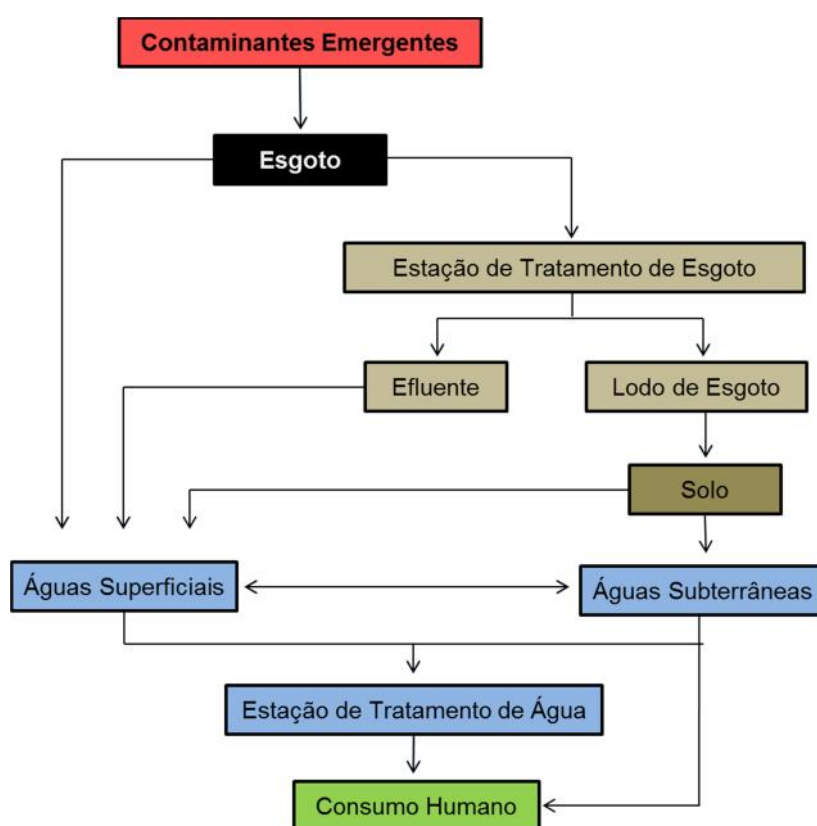 Contaminantes Emergentes
Esgoto
Estação de Tratamento de Esgoto
Efluente
Lodo de Esgoto
Solo
Águas Superficiais
Águas Subterrâneas
Estação de Tratamento de Água
Consumo Humano